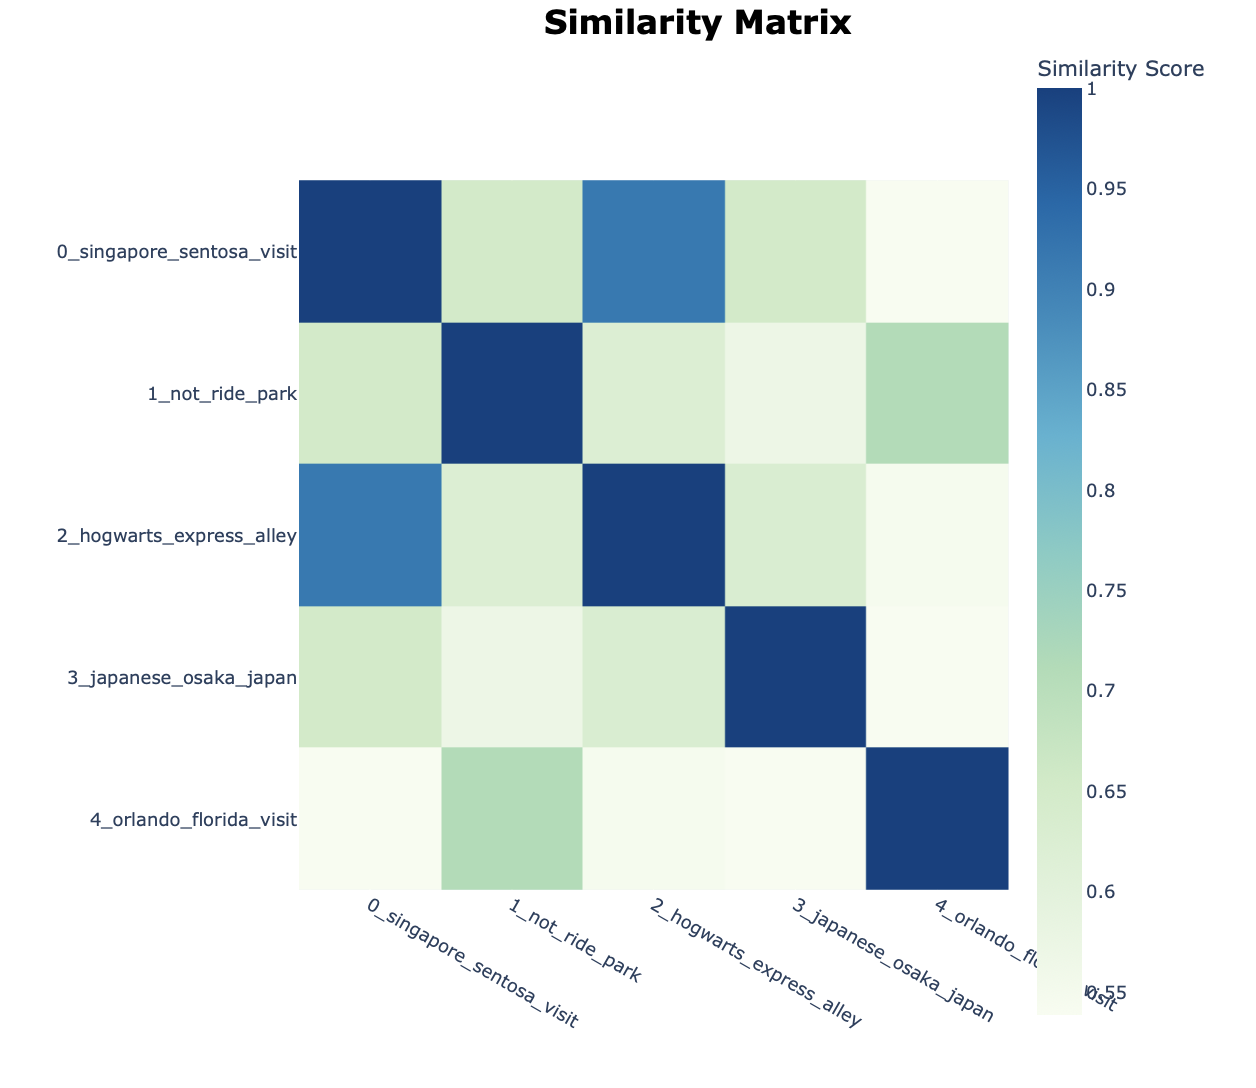 Similarity Matrix
Similarity Score
1
0.95
0.9
0.85
0.8
0.75
0.7
0.65
0.6
0.55
0_singapore_sentosa_visit
1_not_ride_park
2_hogwarts_express_alley
3_japanese_osaka_japan
4_orlando_florida_visit
0_singapore_sentosa_visit
1_not_ride_park
2_hogwarts_express_alley
3_japanese_osaka_japan